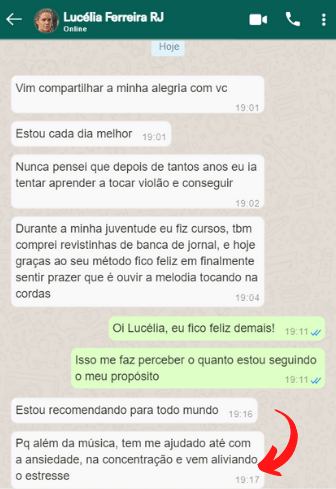 Lucélia Ferreira RJ
Online
Hoje
Vim compartilhar a minha alegria com vc
19:01
Estou cada dia melhor 19:01
Nunca pensei que depois de tantos anos eu ia
tentar aprender a tocar violão e conseguir
19:02
Durante a minha juventude eu fiz cursos, tbm
comprei revistinhas de banca de jornal, e hoje
graças ao seu método fico feliz em finalmente
sentir prazer que é ouvir a melodia tocando na
cordas
19:04
Oi Lucélia, eu fico feliz demais! 19:11
Isso me faz perceber o quanto estou seguindo
o meu propósito
19:11
Estou recomendando para todo mundo 19:16
Pq além da música, tem me ajudado até com
a ansiedade, na concentração e vem aliviando
o estresse
19:17